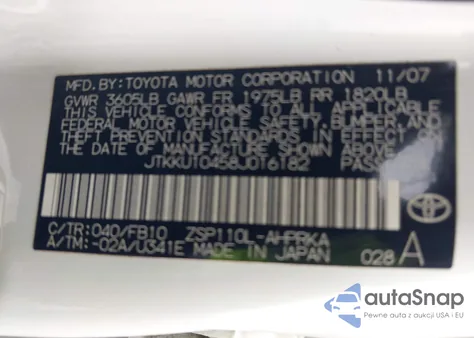 MFD. BY: TOYOTA MOTOR CORPORATION 11/07
GVWR 3605LB GAWR FR 1975LB RR 1820LB
THIS VEHICLE CONFORMS TO ALL APPLICABLE
FEDERAL MOTOR VEHICLE SAFETY, BUMPER, AND
THEFT PREVENTION STANDARDS IN EFFECT ON
THE DATE OF MANUFACTURE SHOWN ABOVE.
JTKKU10458J016182 PASS.
C/TR: 040/FB10 ZSP110L-AHPRKA
A/TM: -02A/U341E MADE IN JAPAN 028 A
TOYOTA
autoSnap
Pewne auta z USA i EU